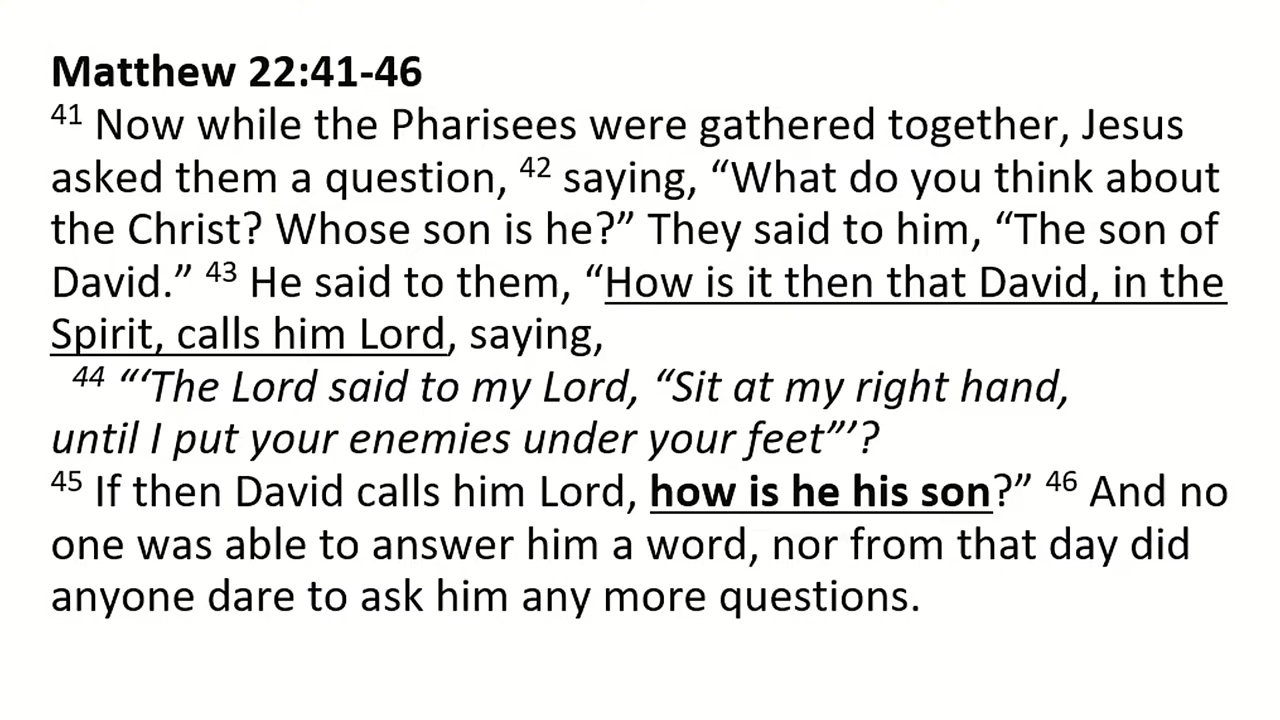 Matthew 22:41-46
41 Now while the Pharisees were gathered together, Jesus
asked them a question, 42 saying, “What do you think about
the Christ? Whose son is he?” They said to him, “The son of
David.” 43 He said to them, “How is it then that David, in the
Spirit, calls him Lord, saying,
44 “‘The Lord said to my Lord, “Sit at my right hand,
until I put your enemies under your feet”’?
45 If then David calls him Lord, how is he his son?” 46 And no
one was able to answer him a word, nor from that day did
anyone dare to ask him any more questions.